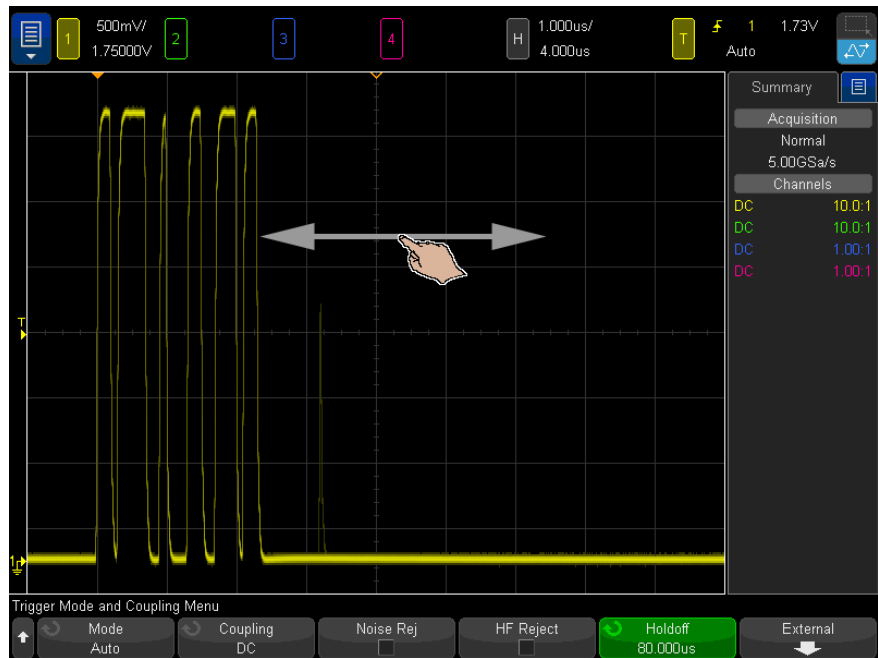 1
500mV/
1.75000V
2
3
4
H
1.000us/
4.000us
T
1
1.73V
Auto
Summary
Acquisition
Normal
5.00GSa/s
Channels
DC 10.0:1
DC 10.0:1
DC 1.00:1
DC 1.00:1
T
1
Trigger Mode and Coupling Menu
Mode
Auto
Coupling
DC
Noise Rej
HF Reject
Holdoff
80.000us
External